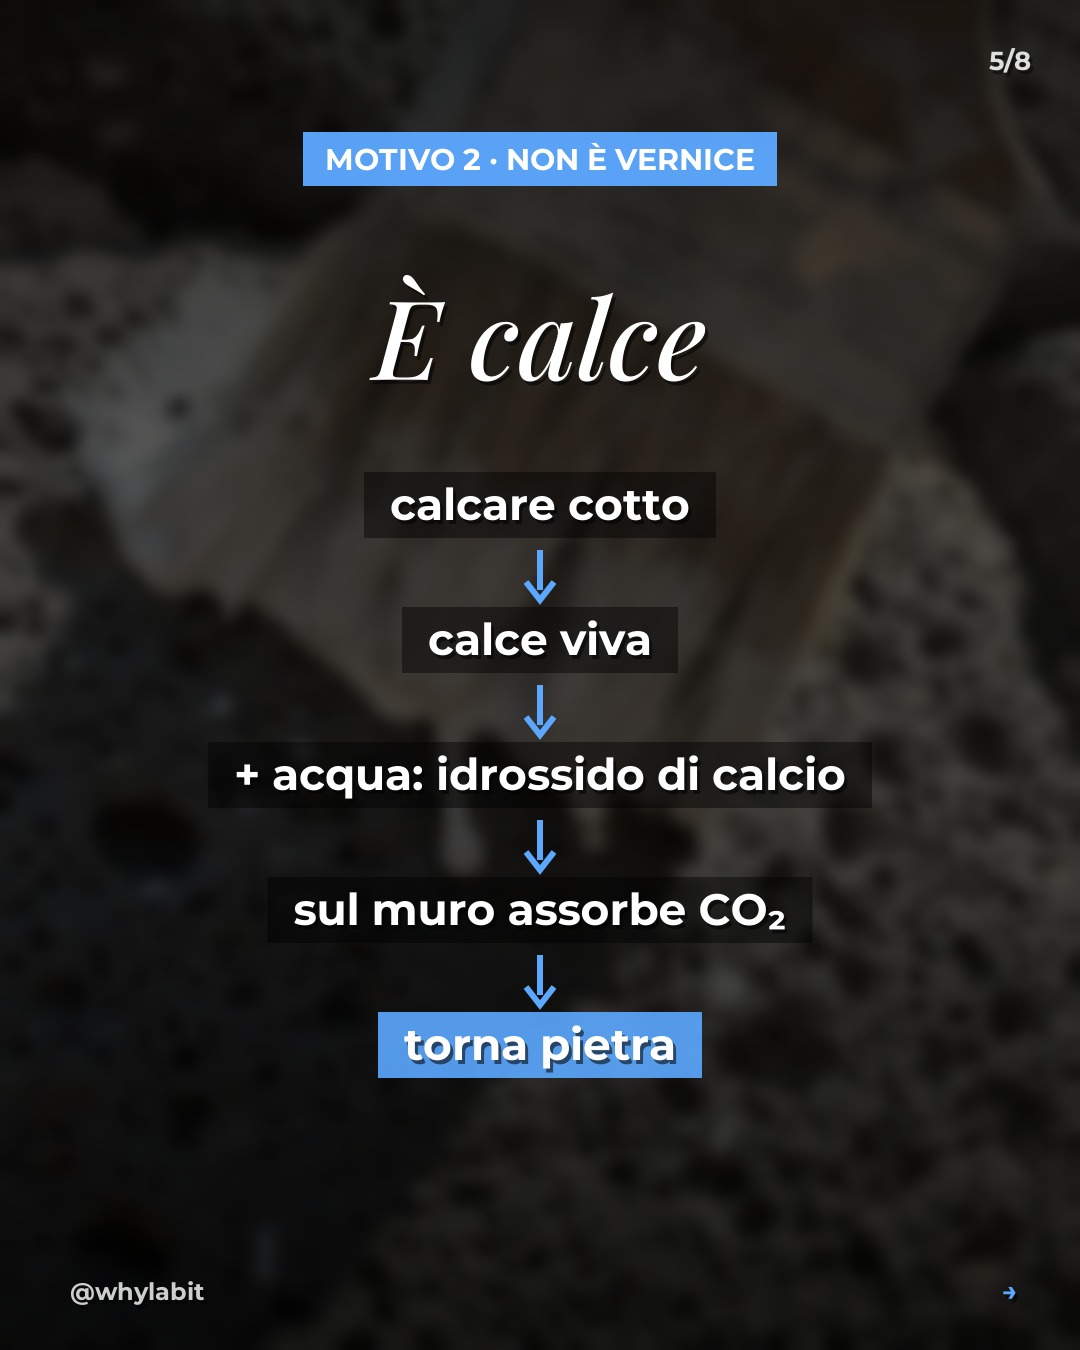 5/8
MOTIVO 2 · NON È VERNICE
È calce
calcare cotto
calce viva
+ acqua: idrossido di calcio
sul muro assorbe CO₂
torna pietra
@whylabit